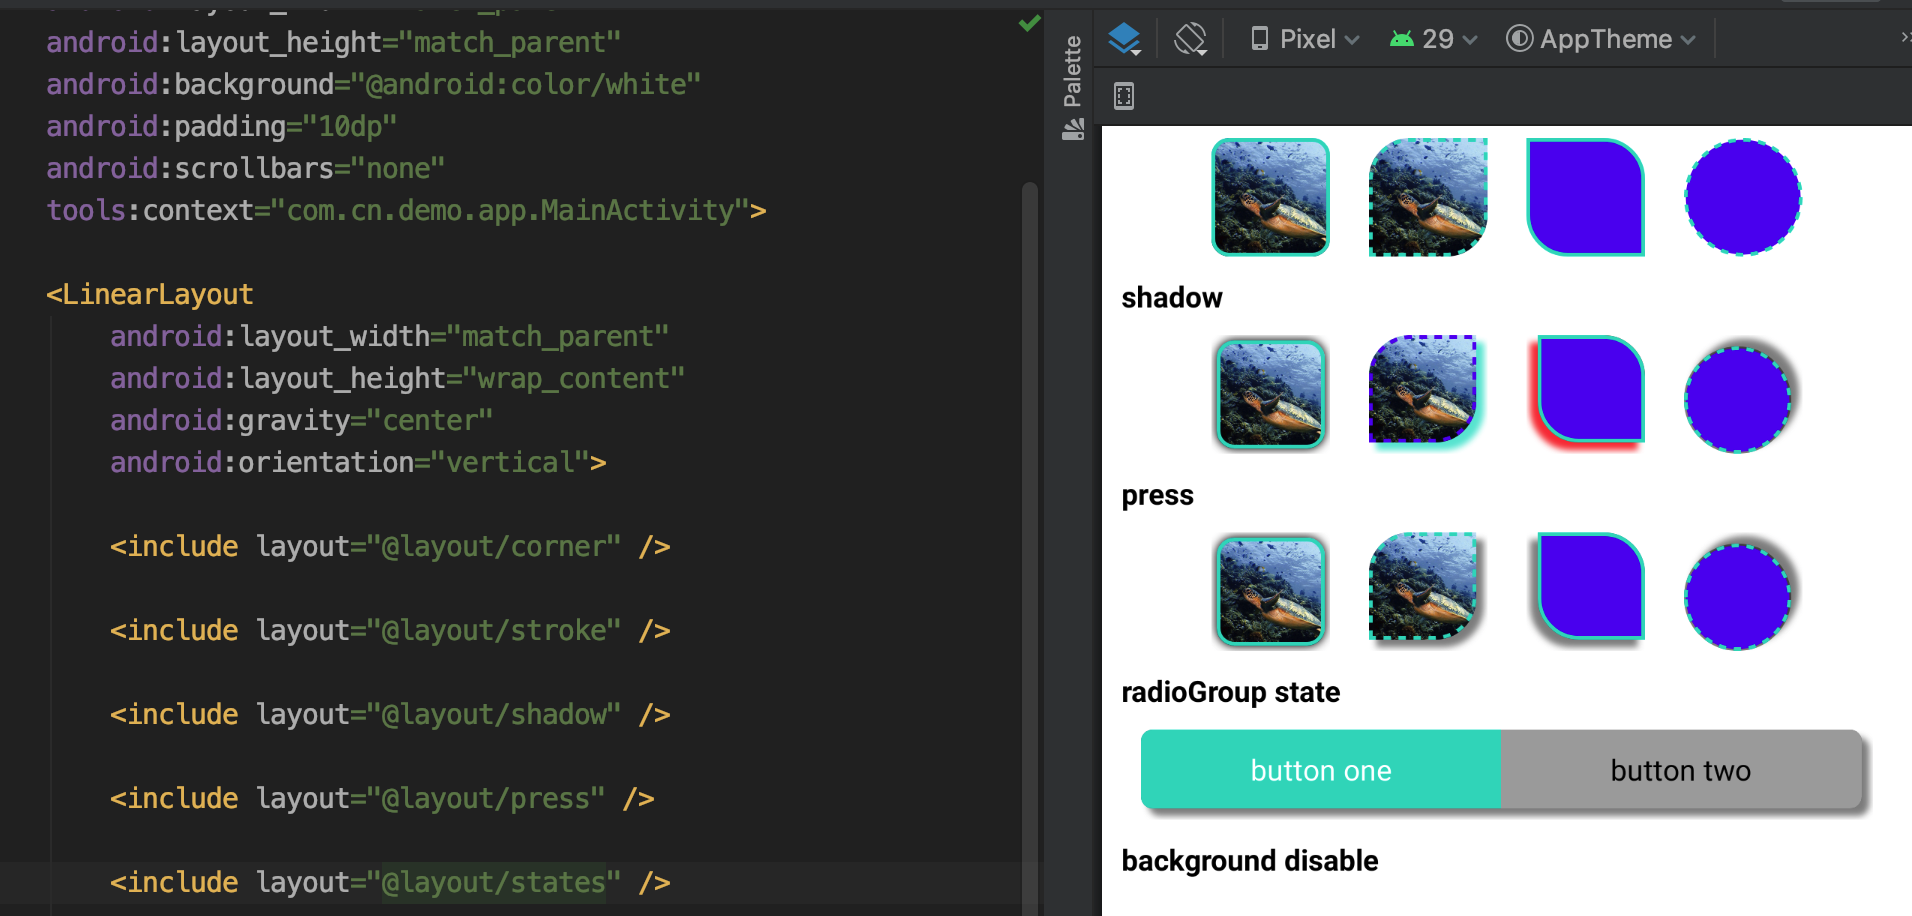 android:layout_height="match_parent"
android:background="@android:color/white"
android:padding="10dp"
android:scrollbars="none"
tools:context="com.cn.demo.app.MainActivity">
<LinearLayout
android:layout_width="match_parent"
android:layout_height="wrap_content"
android:gravity="center"
android:orientation="vertical">
<include layout="@layout/corner" />
<include layout="@layout/stroke" />
<include layout="@layout/shadow" />
<include layout="@layout/press" />
<include layout="@layout/states" />
Palette
Pixel
29
AppTheme
shadow
press
radioGroup state
button one
button two
background disable